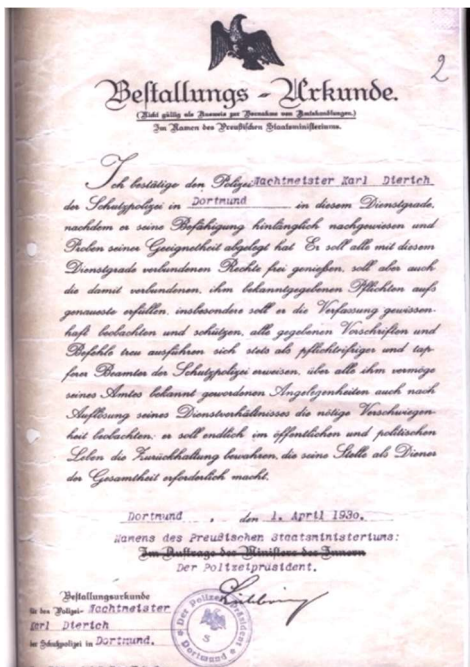 2
Bestallungs-Urkunde.
(Nicht gültig als Ausweis zur Vornahme von Amtshandlungen.)
Im Namen des Preußischen Staatsministeriums.
Ich bestätige den Polizei Wachtmeister Karl Dierich
der Schutzpolizei in Dortmund in diesem Dienstgrade,
nachdem er seine Befähigung hinlänglich nachgewiesen und
Proben seiner Geeignetheit abgelegt hat. Er soll alle mit diesem
Dienstgrade verbundenen Rechte frei genießen, soll aber auch
die damit verbundenen, ihm bekanntgegebenen Pflichten aufs
genaueste erfüllen, insbesondere soll er die Verfassung gewissen-
haft beobachten und schützen, alle gegebenen Vorschriften und
Befehle treu ausführen sich stets als pflichteifriger und tap-
ferer Beamter der Schutzpolizei erweisen, über alle ihm vermöge
seines Amtes bekannt gewordenen Angelegenheiten auch nach
Auflösung seines Dienstverhältnisses die nötige Verschwiegen-
heit beobachten, er soll endlich im öffentlichen und politischen
Leben die Zurückhaltung bewahren, die seine Stelle als Diener
der Gesamtheit erforderlich macht.
Dortmund, den 1. April 1930.
Namens des Preußischen Staatsministeriums:
Im Auftrage des Ministers des Innern
Der Polizeipräsident.
Bestallungsurkunde
für den Polizei- Wachtmeister
Karl Dierich
der Schutzpolizei in Dortmund.
Der Polizeipräsident
S
Dortmund